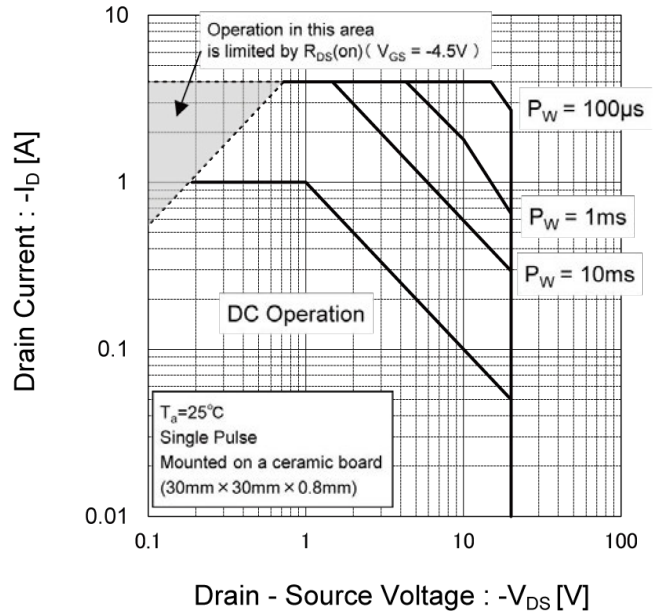 Operation in this area
is limited by RDS(on)( VGS = -4.5V )
Drain Current : -ID [A]
10
1
0.1
0.01
PW = 100μs
PW = 1ms
PW = 10ms
DC Operation
Ta=25°C
Single Pulse
Mounted on a ceramic board
(30mm × 30mm × 0.8mm)
0.1
1
10
100
Drain - Source Voltage : -VDS [V]